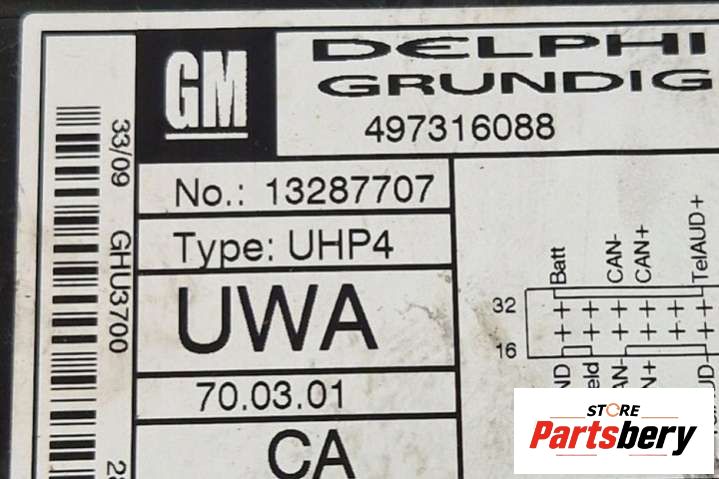 GM
DELPHI
GRUNDIG
497316088
33/09
GHU3700
No.: 13287707
Type: UHP4
UWA
70.03.01
CA
Batt
CAN-
CAN+
TelAUD+
32
16
STORE
Partsbery